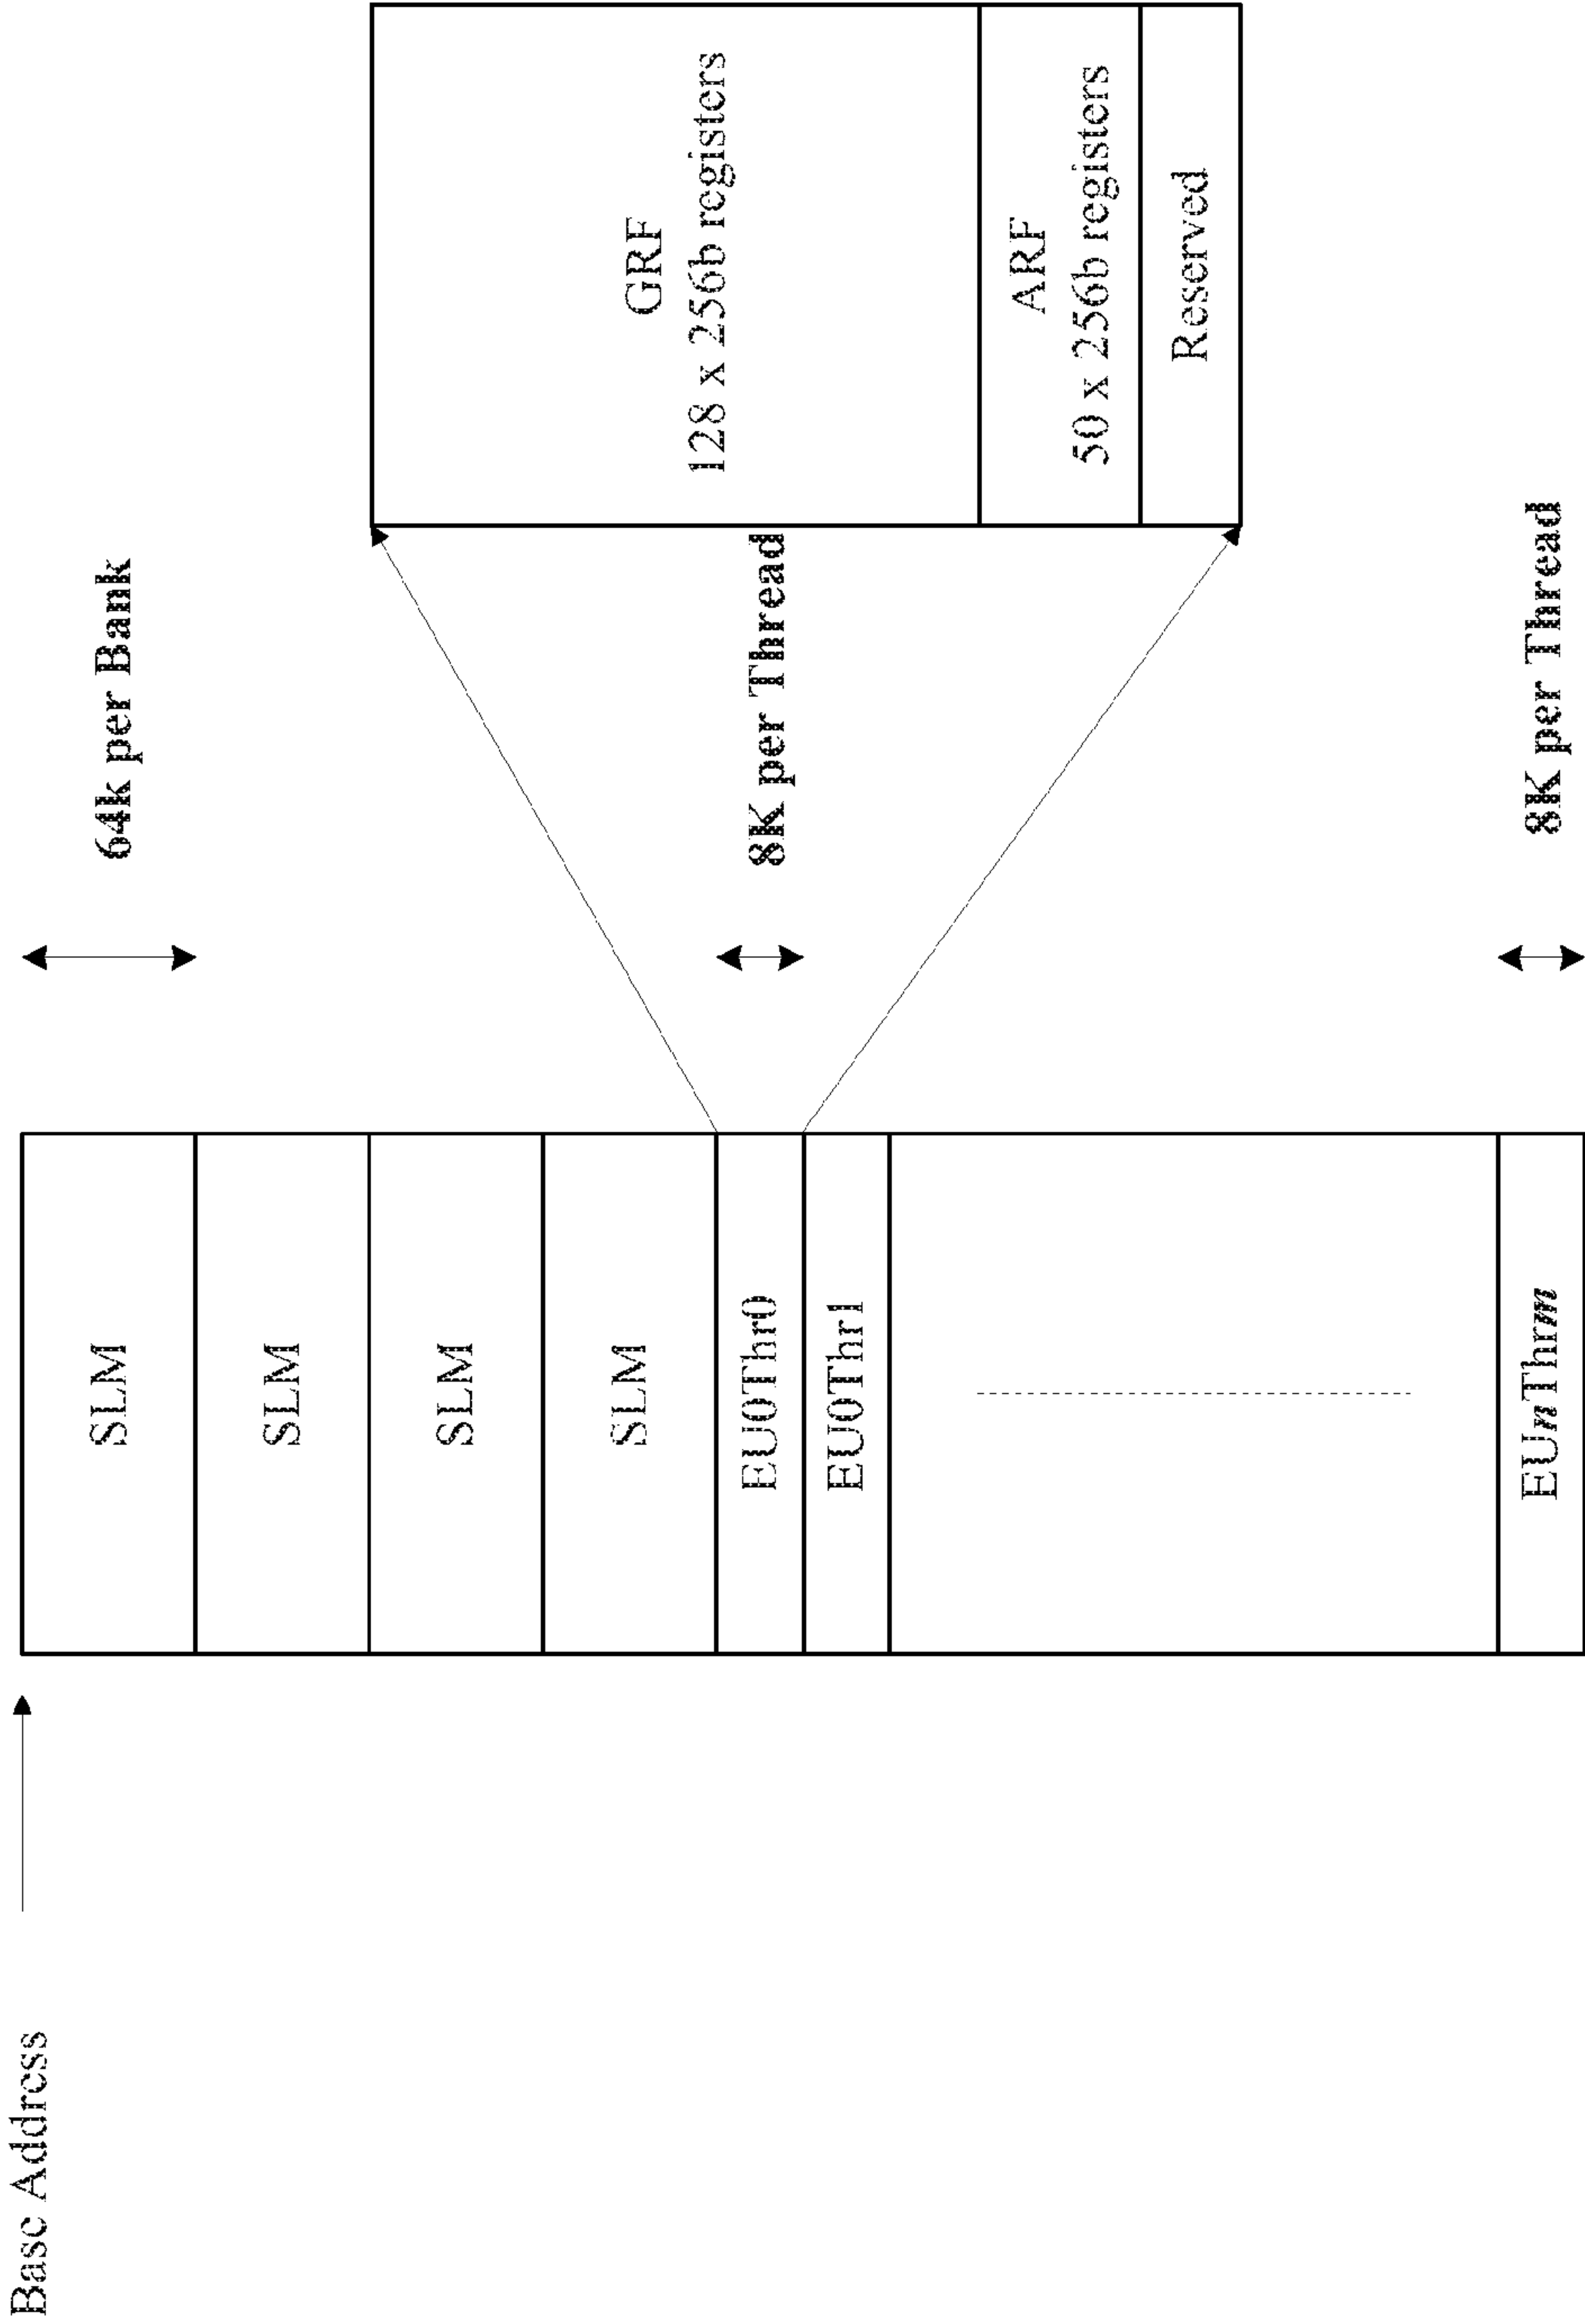 Base Address
SLM
SLM
SLM
SLM
EU0Thr0
EU0Thr1
EUnThrm
64k per Bank
8K per Thread
8K per Thread
GRF
128 x 256b registers
ARF
50 x 256b registers
Reserved